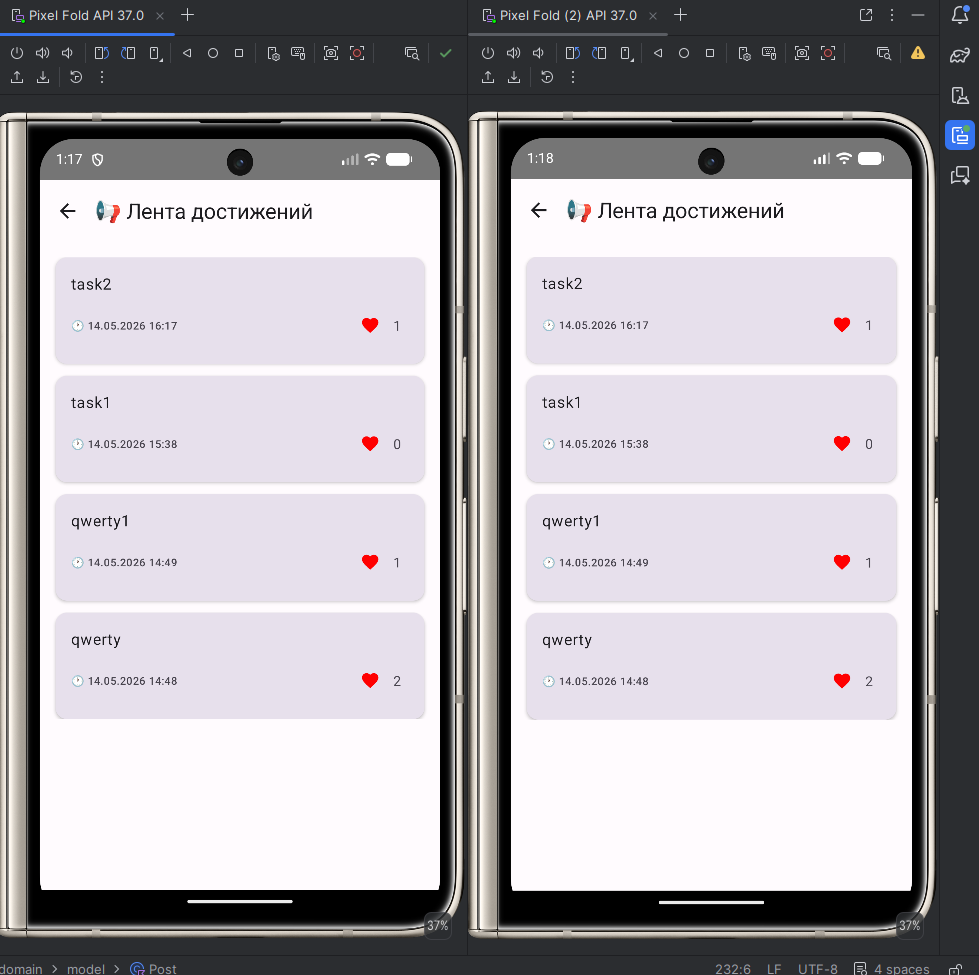 Pixel Fold API 37.0
Pixel Fold (2) API 37.0
1:17
📢 Лента достижений
task2
🕐 14.05.2026 16:17
1
task1
🕐 14.05.2026 15:38
0
qwerty1
🕐 14.05.2026 14:49
1
qwerty
🕐 14.05.2026 14:48
2
37%
1:18
📢 Лента достижений
task2
🕐 14.05.2026 16:17
1
task1
🕐 14.05.2026 15:38
0
qwerty1
🕐 14.05.2026 14:49
1
qwerty
🕐 14.05.2026 14:48
2
37%
domain > model > Post
232:6 LF UTF-8 4 spaces